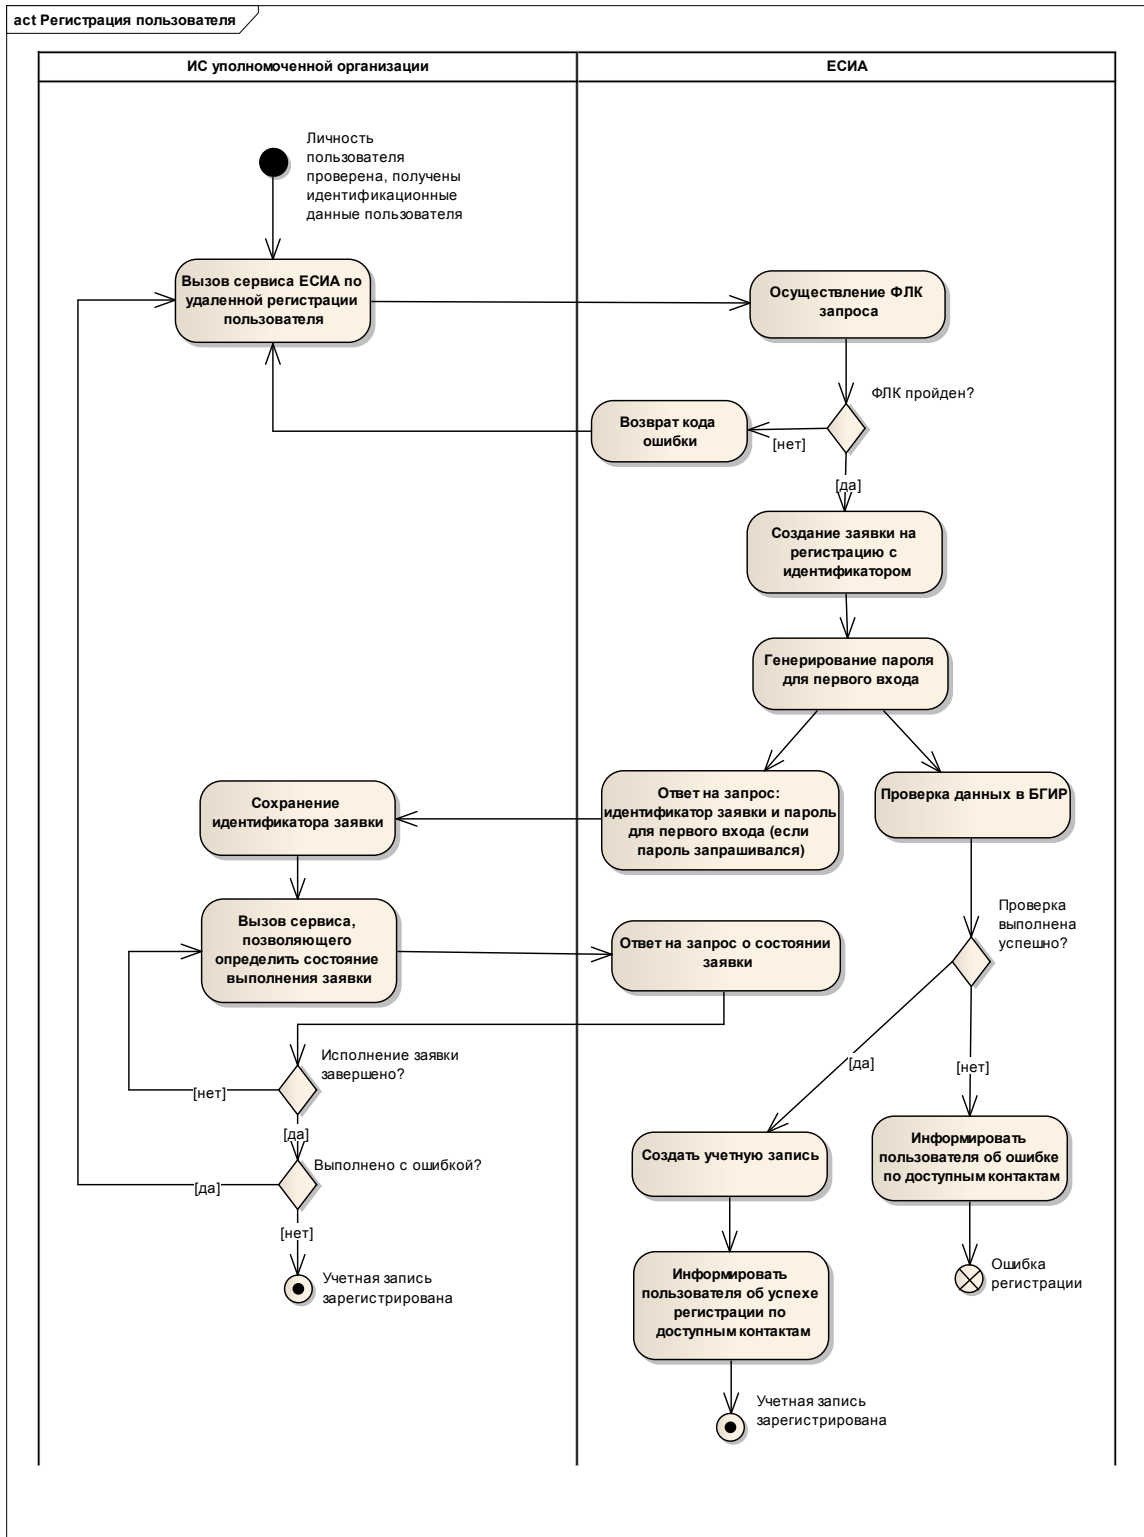 act Регистрация пользователя
ИС уполномоченной организации
ЕСИА
Личность
пользователя
проверена, получены
идентификационные
данные пользователя
Вызов сервиса ЕСИА по
удаленной регистрации
пользователя
Осуществление ФЛК
запроса
ФЛК пройден?
Возврат кода
ошибки
[нет]
[да]
Создание заявки на
регистрацию с
идентификатором
Генерирование пароля
для первого входа
Сохранение
идентификатора заявки
Ответ на запрос:
идентификатор заявки и пароль
для первого входа (если
пароль запрашивался)
Проверка данных в БГИР
Вызов сервиса,
позволяющего
определить состояние
выполнения заявки
Ответ на запрос о состоянии
заявки
Проверка
выполнена
успешно?
Исполнение заявки
завершено?
[нет]
[да]
[да]
[нет]
Выполнено с ошибкой?
[да]
[нет]
Создать учетную запись
Информировать
пользователя об ошибке
по доступным контактам
Учетная запись
зарегистрирована
Информировать
пользователя об успехе
регистрации по
доступным контактам
Ошибка
регистрации
Учетная запись
зарегистрирована